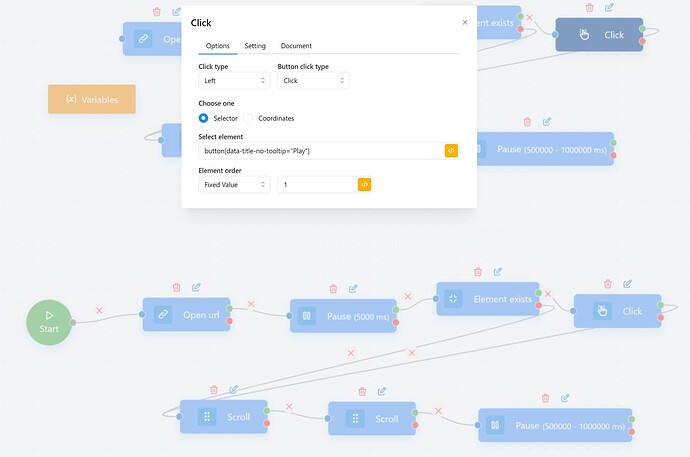 Click
×
Options Setting Document
Click type Button click type
Left Click
Choose one
Selector Coordinates
Select element
button[data-title-no-tooltip="Play"]
Element order
Fixed Value 1
Ope
ement exists
Click
{x} Variables
Pause (500000 - 1000000 ms)
Start
Open url
Pause (5000 ms)
Element exists
Click
Scroll
Scroll
Pause (500000 - 1000000 ms)